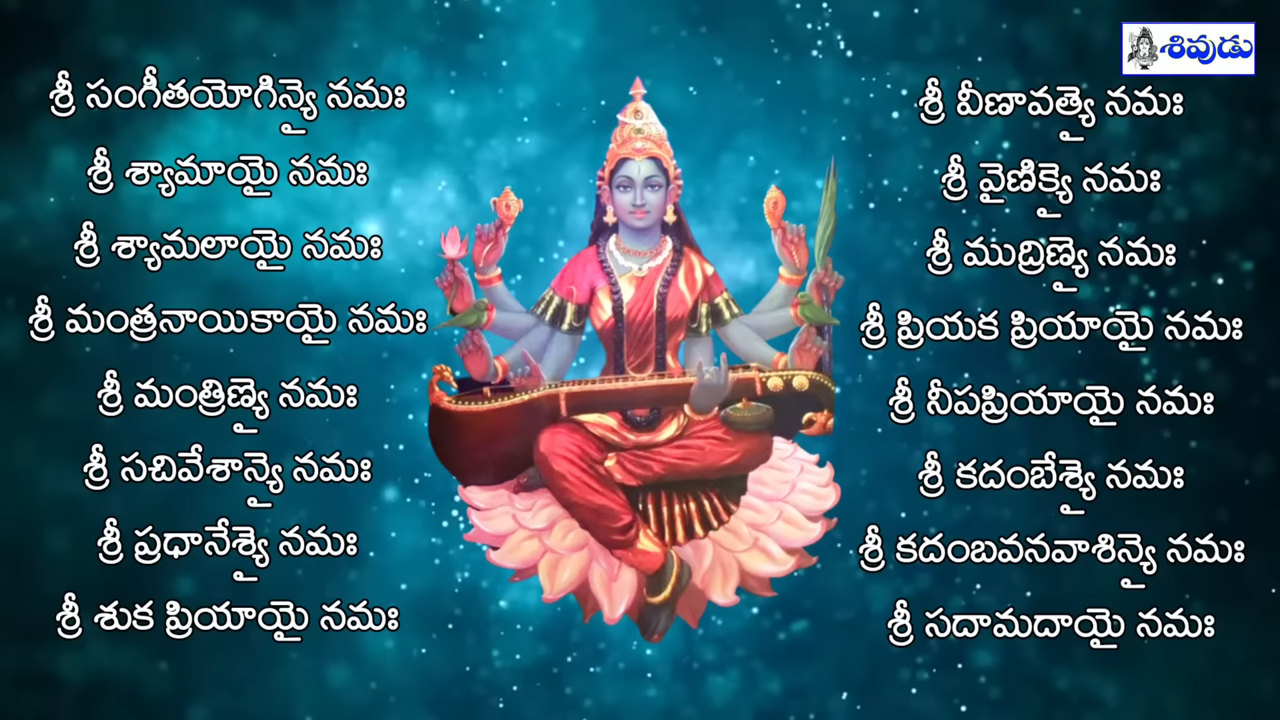 శివుడు
శ్రీ సంగీతయోగిన్యై నమః
శ్రీ శ్యామాయై నమః
శ్రీ శ్యామలాయై నమః
శ్రీ మంత్రనాయికాయై నమః
శ్రీ మంత్రిణ్యై నమః
శ్రీ సచివేశాన్యై నమః
శ్రీ ప్రధానేశ్యై నమః
శ్రీ శుక ప్రియాయై నమః
శ్రీ వీణావత్యై నమః
శ్రీ వైణిక్యై నమః
శ్రీ ముద్రిణ్యై నమః
శ్రీ ప్రియక ప్రియాయై నమః
శ్రీ నీపప్రియాయై నమః
శ్రీ కదంబేశ్యై నమః
శ్రీ కదంబవనవాశిన్యై నమః
శ్రీ సదామదాయై నమః